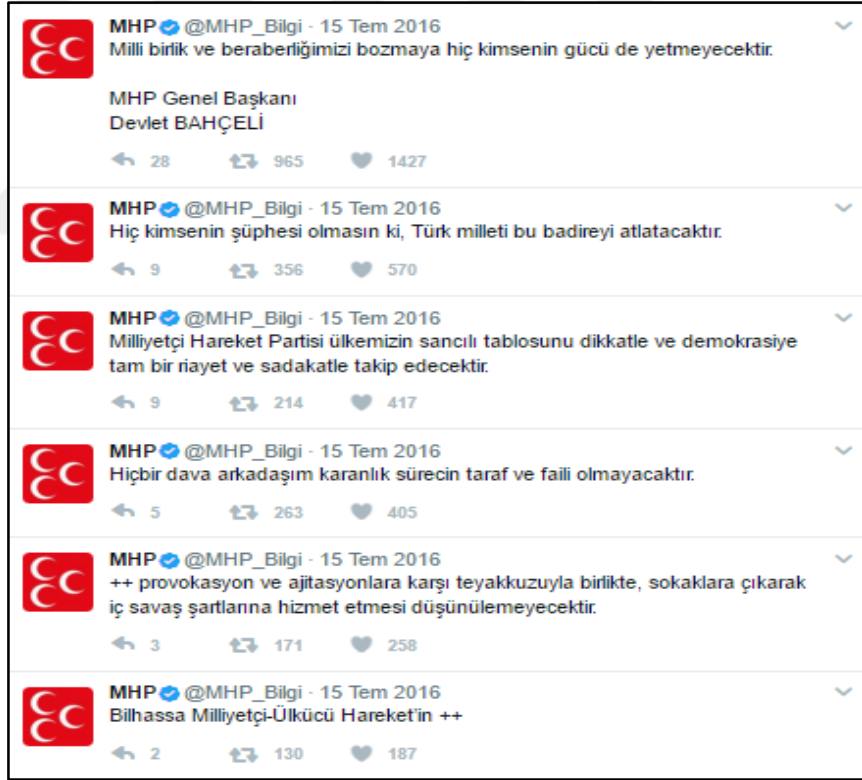 MHP @MHP_Bilgi · 15 Tem 2016
Milli birlik ve beraberliğimizi bozmaya hiç kimsenin gücü de yetmeyecektir.
MHP Genel Başkanı
Devlet BAHÇELİ
28 965 1427
MHP @MHP_Bilgi · 15 Tem 2016
Hiç kimsenin şüphesi olmasın ki, Türk milleti bu badireyi atlatacaktır.
9 356 570
MHP @MHP_Bilgi · 15 Tem 2016
Milliyetçi Hareket Partisi ülkemizin sancılı tablosunu dikkatle ve demokrasiye
tam bir riayet ve sadakatle takip edecektir.
9 214 417
MHP @MHP_Bilgi · 15 Tem 2016
Hiçbir dava arkadaşım karanlık sürecin taraf ve faili olmayacaktır.
5 263 405
MHP @MHP_Bilgi · 15 Tem 2016
++ provokasyon ve ajitasyonlara karşı teyakkuzuyla birlikte, sokaklara çıkarak
iç savaş şartlarına hizmet etmesi düşünülemeyecektir.
3 171 258
MHP @MHP_Bilgi · 15 Tem 2016
Bilhassa Milliyetçi-Ülkücü Hareket'in ++
2 130 187